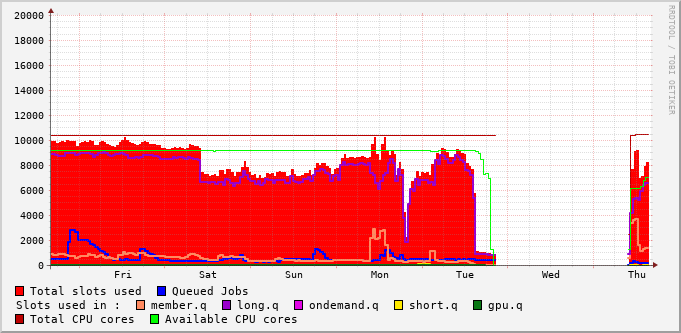 20000
18000
16000
14000
12000
10000
8000
6000
4000
2000
0
Fri Sat Sun Mon Tue Wed Thu
Total slots used Queued Jobs
Slots used in : member.q long.q ondemand.q short.q gpu.q
Total CPU cores Available CPU cores
RRDTOOL / TOBI OETIKER